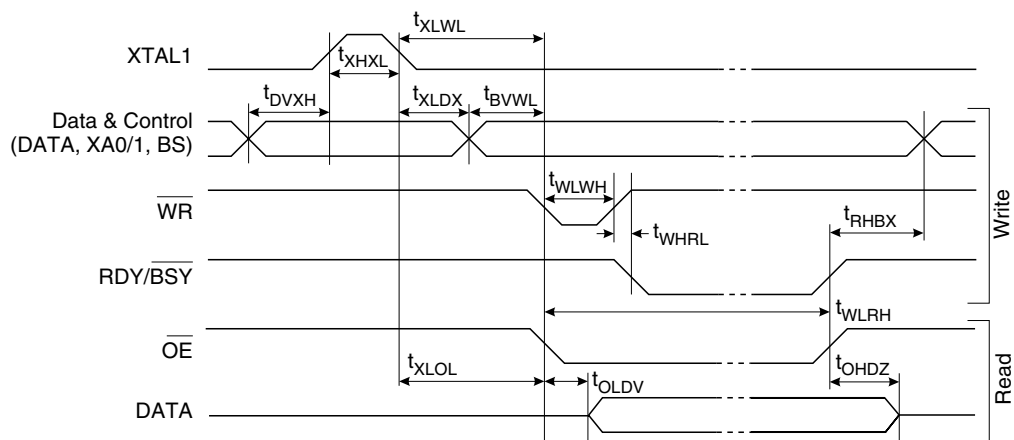 XTAL1
tXLWL
tXHXL
tDVXH
tXLDX
tBVWL
Data & Control
(DATA, XA0/1, BS)
WR
tWLWH
tWHRL
tRHBX
Write
RDY/BSY
tWLRH
OE
tXLOL
tOLDV
tOHDZ
Read
DATA